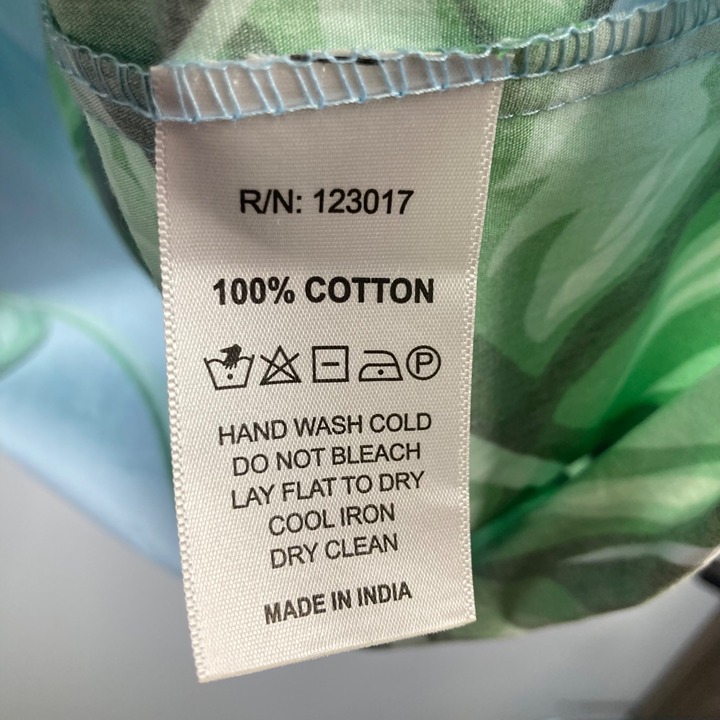 R/N: 123017
100% COTTON
P
HAND WASH COLD
DO NOT BLEACH
LAY FLAT TO DRY
COOL IRON
DRY CLEAN
MADE IN INDIA